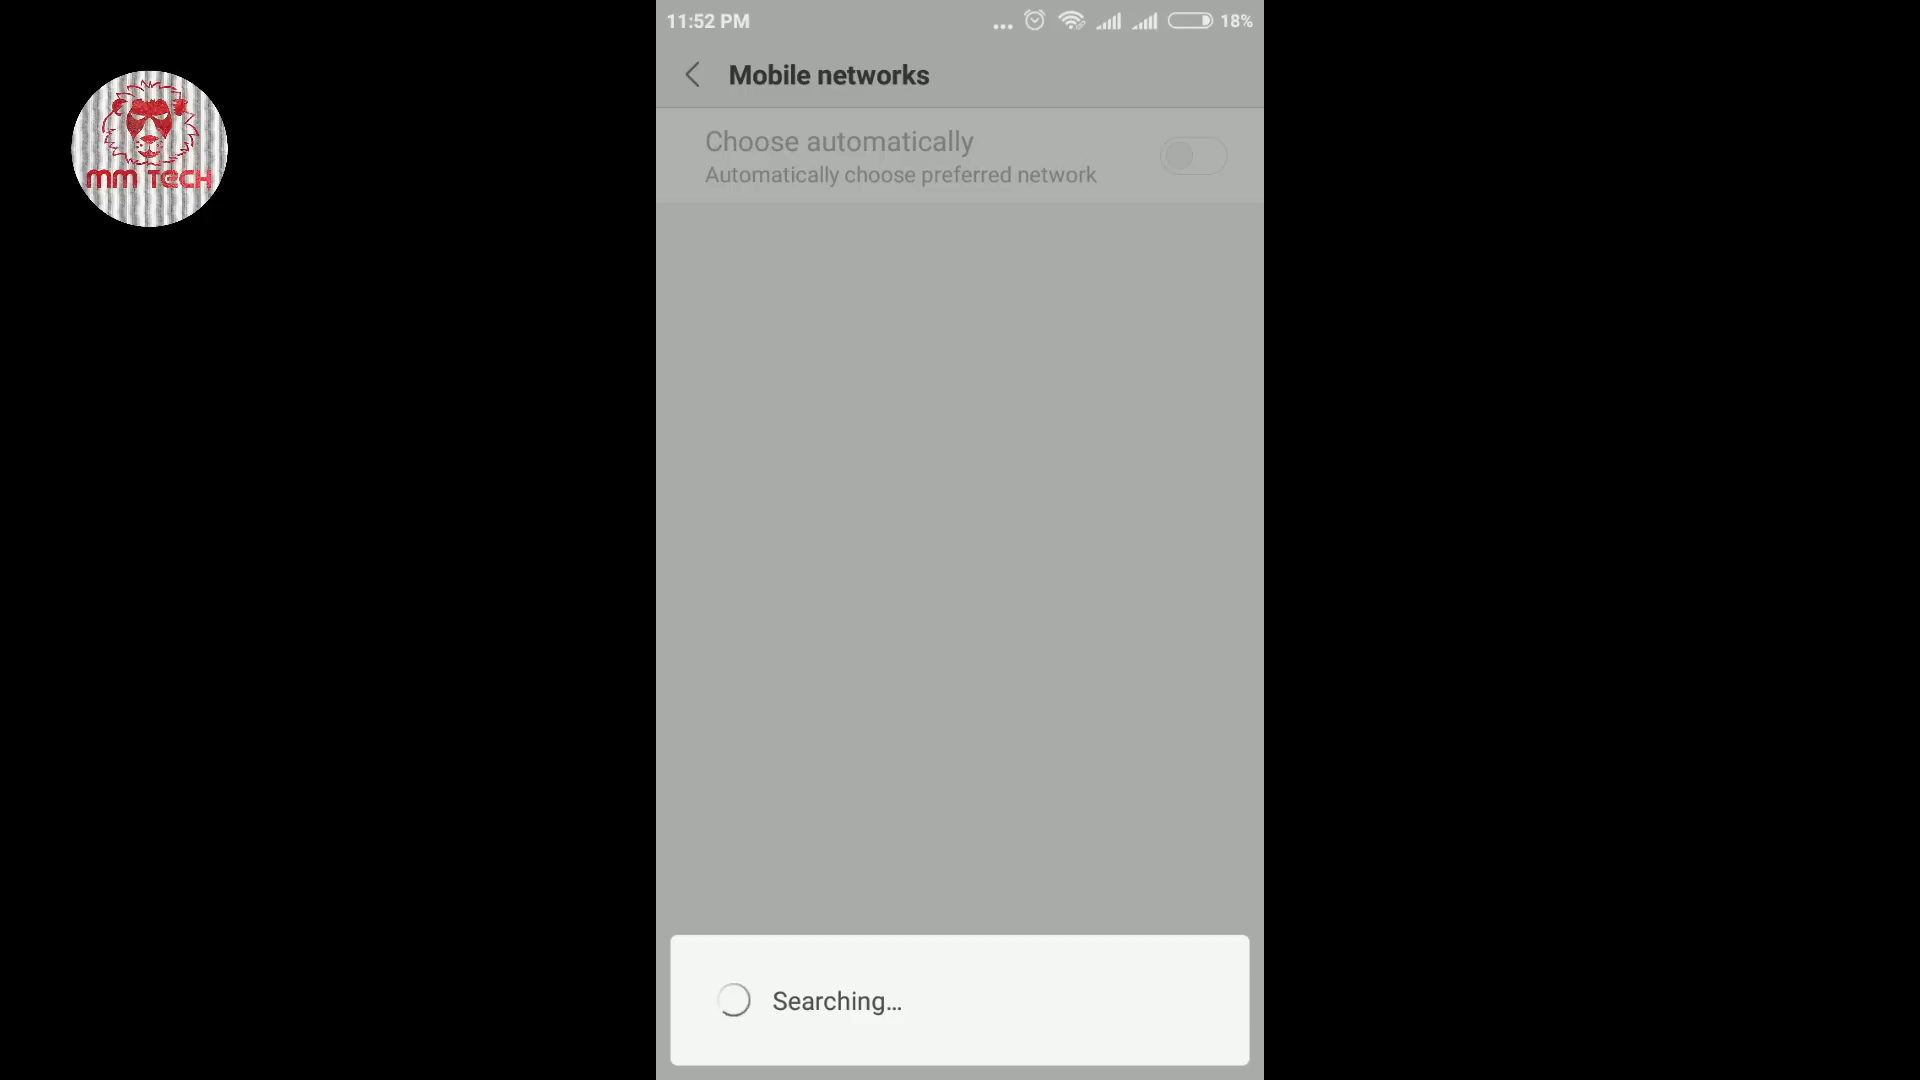 11:52 PM
18%
MM TECH
Mobile networks
Choose automatically
Automatically choose preferred network
Searching...